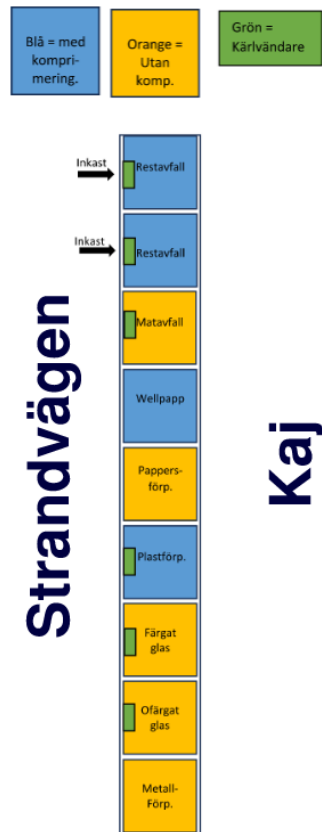 Blå = med
kompri-
mering.
Orange =
Utan
komp.
Grön =
Kärlvändare
Inkast
Restavfall
Inkast
Restavfall
Matavfall
Wellpapp
Pappers-
förp.
Plastförp.
Färgat
glas
Ofärgat
glas
Metall-
Förp.
Strandvägen
Kaj